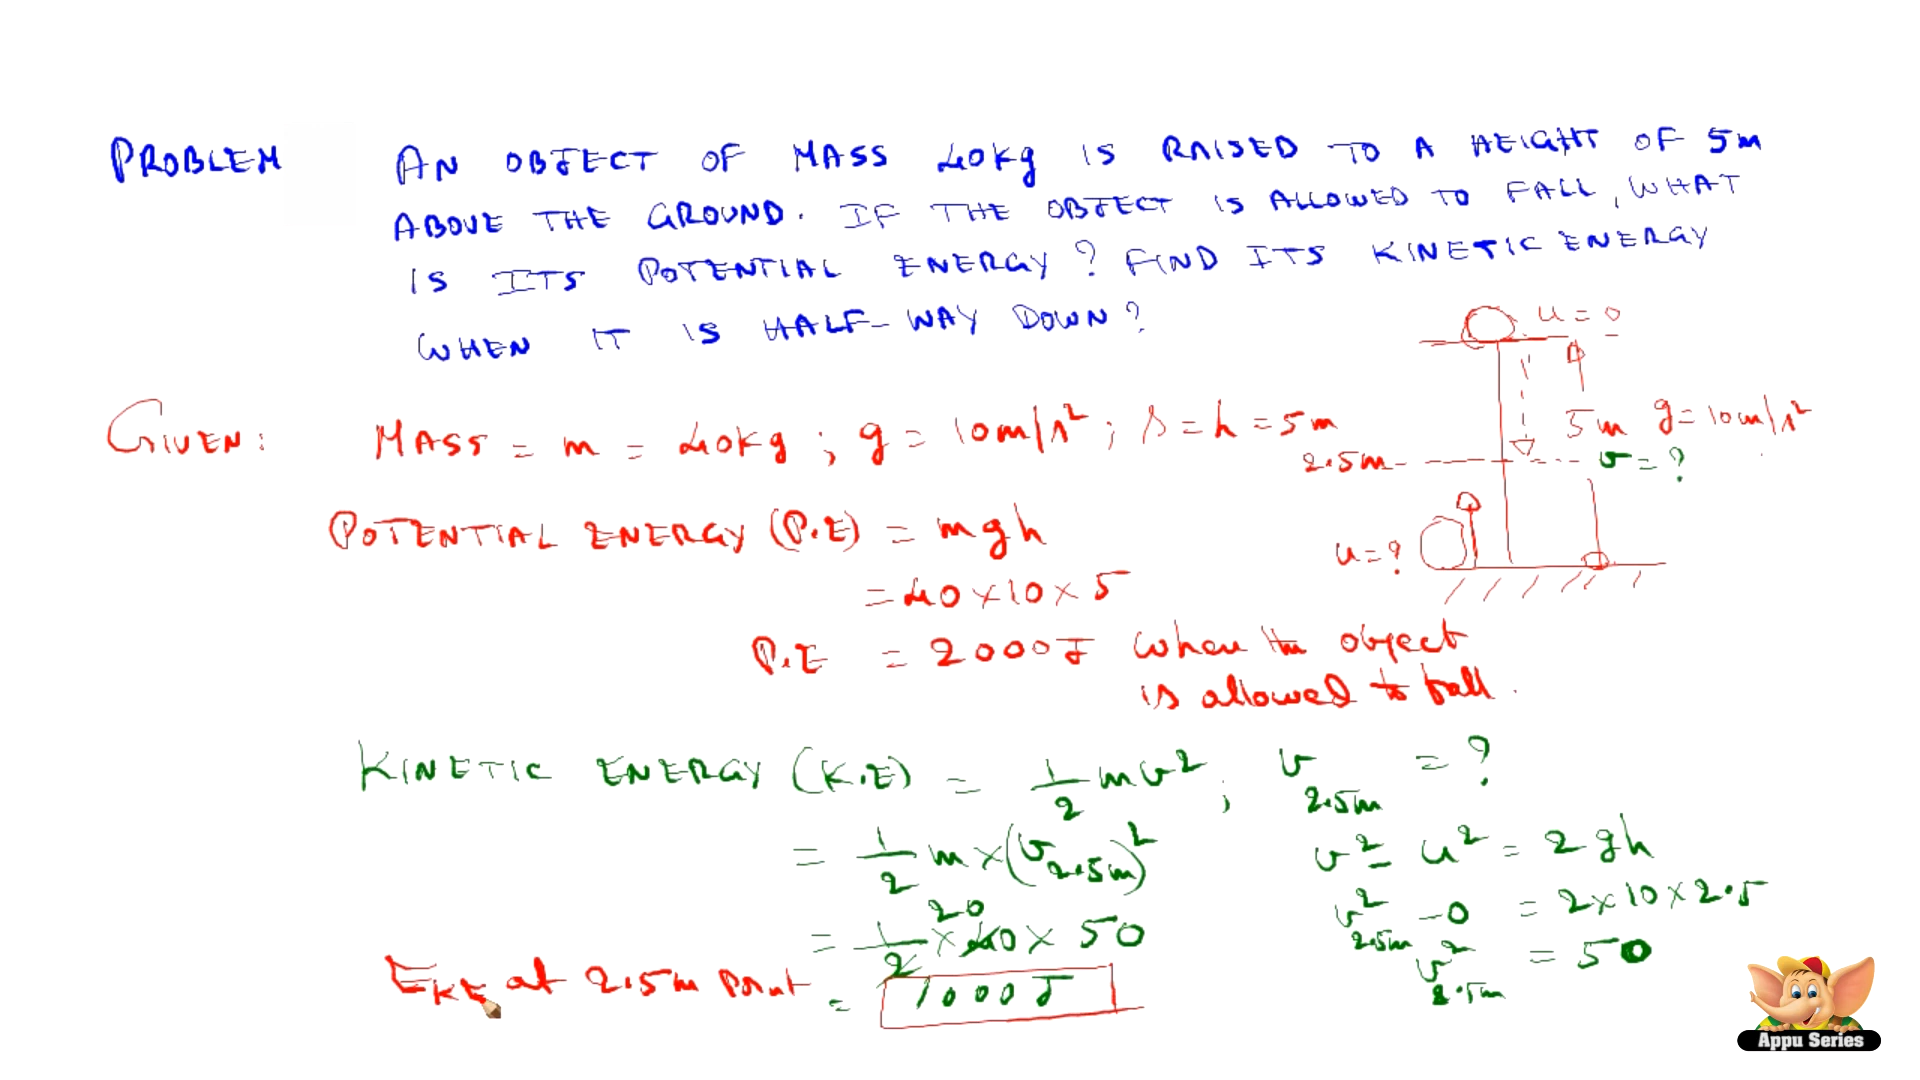 PROBLEM AN OBJECT OF MASS 40kg IS RAISED TO A HEIGHT OF 5m
ABOVE THE GROUND. IF THE OBJECT IS ALLOWED TO FALL, WHAT
IS ITS POTENTIAL ENERGY? FIND ITS KINETIC ENERGY
WHEN IT IS HALF-WAY DOWN?
u = 0
GIVEN: MASS = m = 40kg ; g = 10m/s² ; s = h = 5m
5m g = 10m/s²
2.5m
v = ?
u = ?
POTENTIAL ENERGY (P.E) = mgh
= 40 × 10 × 5
P.E = 2000J when the object
is allowed to fall.
KINETIC ENERGY (K.E) = 1/2 mv² ; v 2.5m = ?
= 1/2 m × (v 2.5m)²
v² - u² = 2gh
20
= 1/2 × 40 × 50
v² 2.5m - 0 = 2 × 10 × 2.5
v² 2.5m = 50
EKE at 2.5m point = 1000J
Appu Series